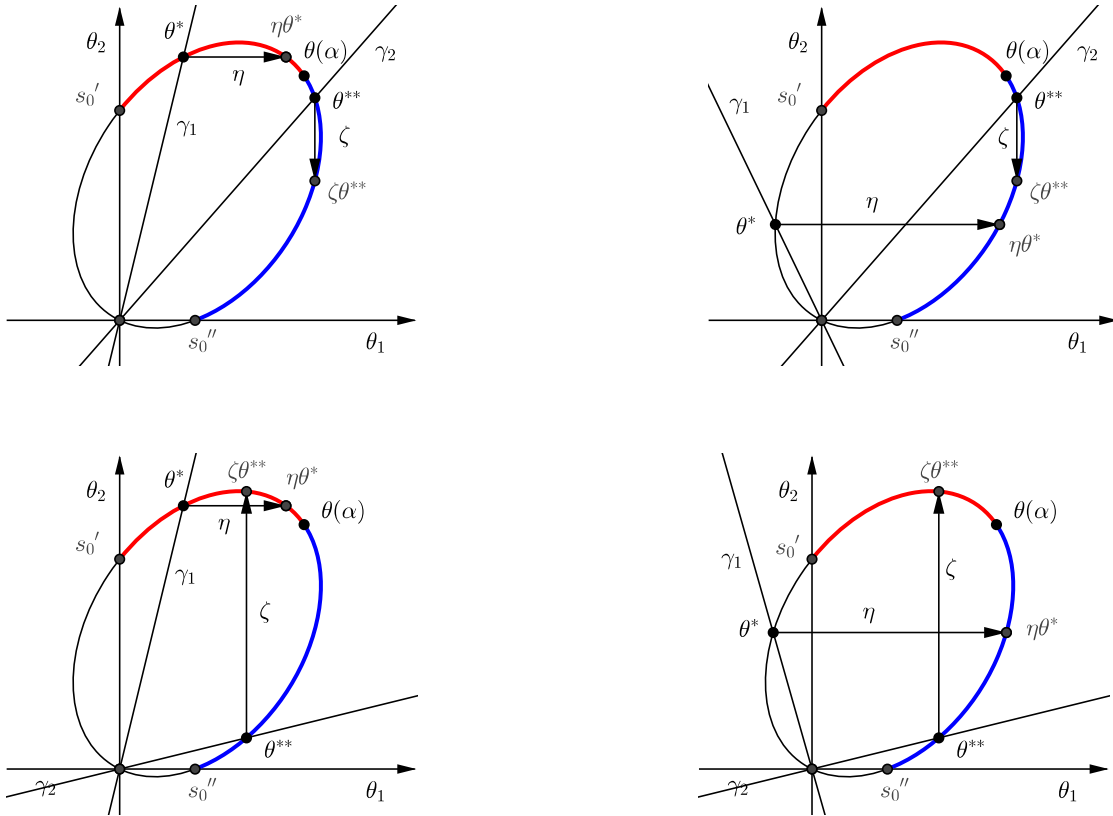 θ₂ θ* ηθ* θ(α) γ₂
η
s₀′ γ₁ θ** ζ
ζθ**
s₀″ θ₁
γ₂
s₀′ γ₁ θ(α) θ** ζ
ζθ**
θ* η ηθ*
s₀″ θ₁
θ* ζθ** ηθ*
θ₂ η θ(α)
s₀′ γ₁
ζ
θ**
γ₂ s₀″ θ₁
ζθ**
θ₂ θ(α)
s₀′
γ₁ ζ
θ* η ηθ*
θ**
γ₂ s₀″ θ₁